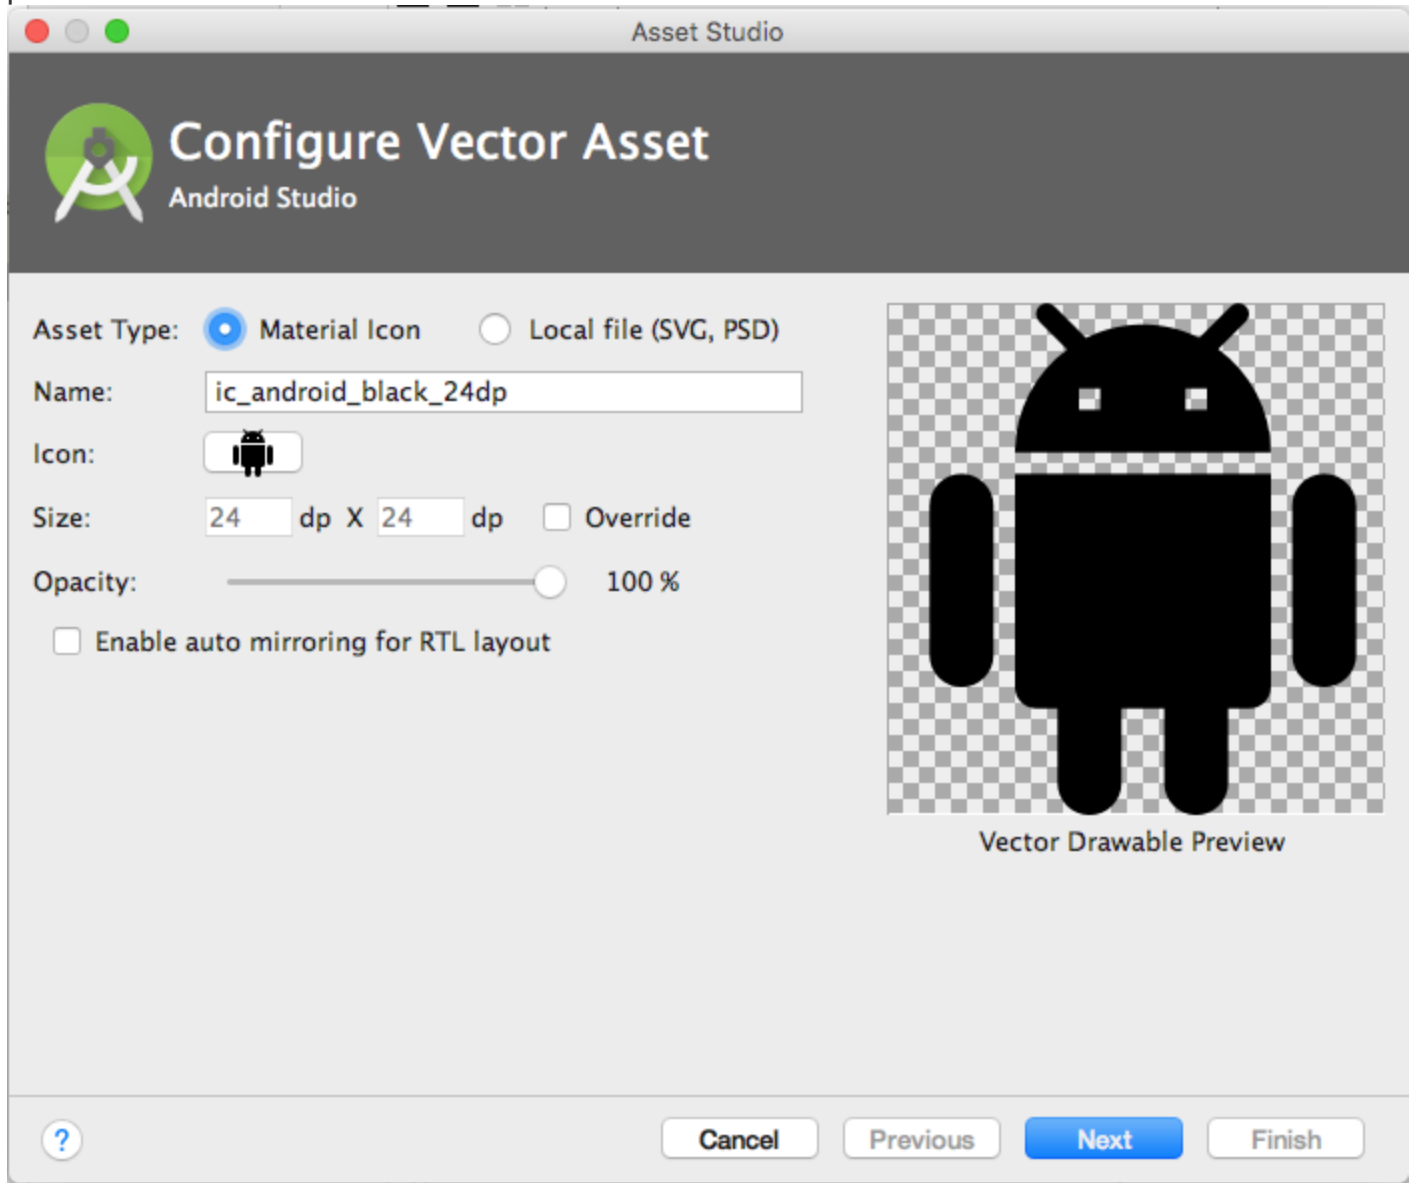 Asset Studio
Configure Vector Asset
Android Studio
Asset Type: Material Icon Local file (SVG, PSD)
Name: ic_android_black_24dp
Icon:
Size: 24 dp X 24 dp Override
Opacity: 100 %
Enable auto mirroring for RTL layout
Vector Drawable Preview
? Cancel Previous Next Finish